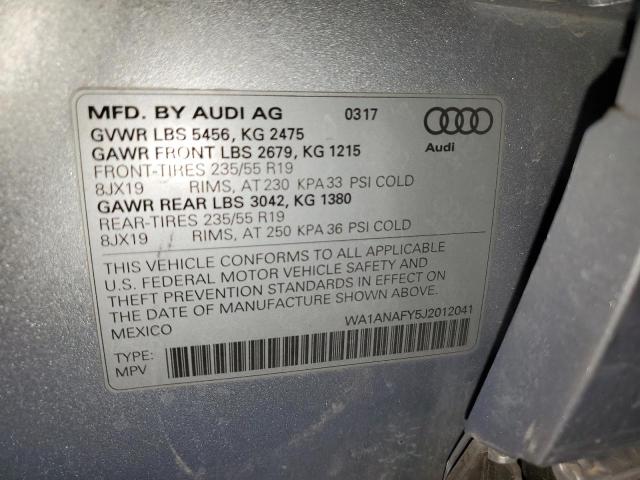 MFD. BY AUDI AG 0317
GVWR LBS 5456, KG 2475
GAWR FRONT LBS 2679, KG 1215
FRONT-TIRES 235/55 R19
8JX19 RIMS, AT 230 KPA 33 PSI COLD
GAWR REAR LBS 3042, KG 1380
REAR-TIRES 235/55 R19
8JX19 RIMS, AT 250 KPA 36 PSI COLD
Audi
THIS VEHICLE CONFORMS TO ALL APPLICABLE
U.S. FEDERAL MOTOR VEHICLE SAFETY AND
THEFT PREVENTION STANDARDS IN EFFECT ON
THE DATE OF MANUFACTURE SHOWN ABOVE.
MEXICO
WA1ANAFY5J2012041
TYPE:
MPV